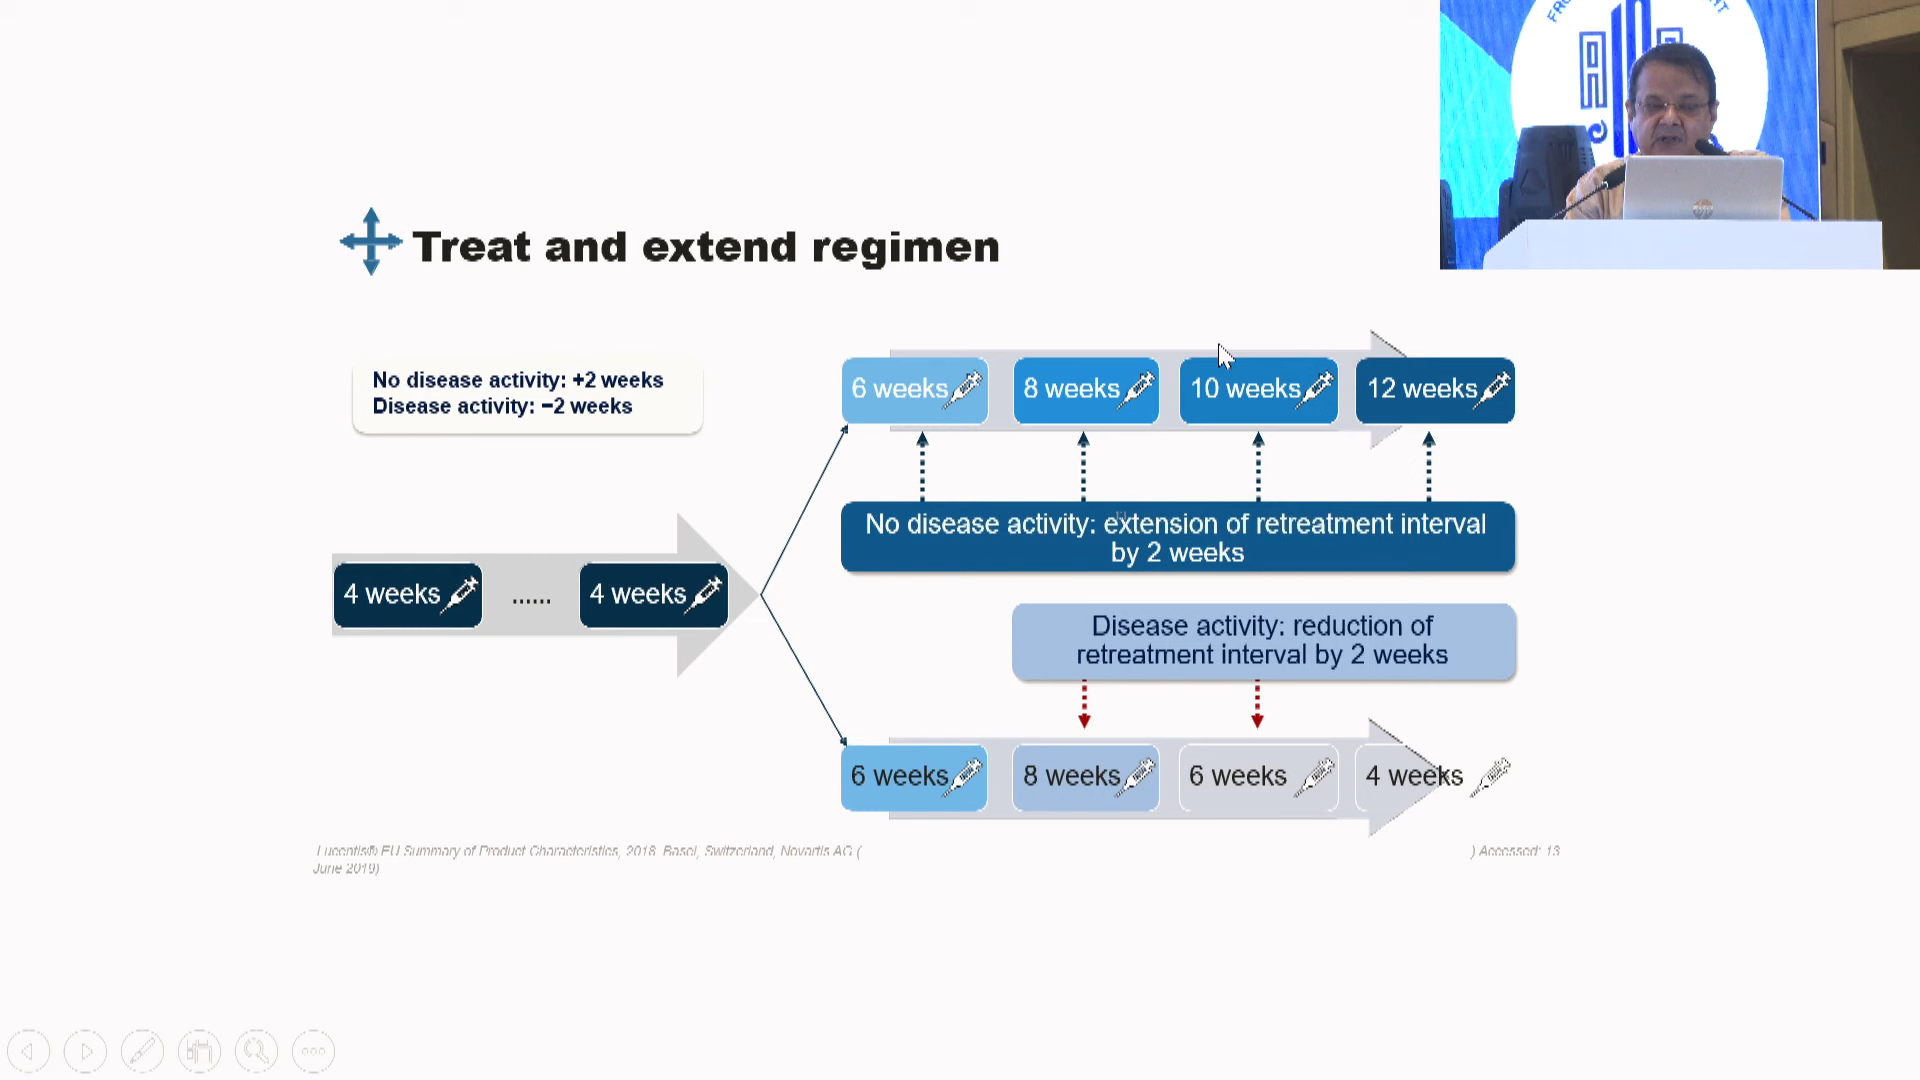 Treat and extend regimen
No disease activity: +2 weeks
Disease activity: −2 weeks
6 weeks
8 weeks
10 weeks
12 weeks
No disease activity: extension of retreatment interval
by 2 weeks
4 weeks
......
4 weeks
Disease activity: reduction of
retreatment interval by 2 weeks
6 weeks
8 weeks
6 weeks
4 weeks
Lucentis® EU Summary of Product Characteristics, 2018. Basel, Switzerland, Novartis AG (
) Accessed: 13
June 2019)